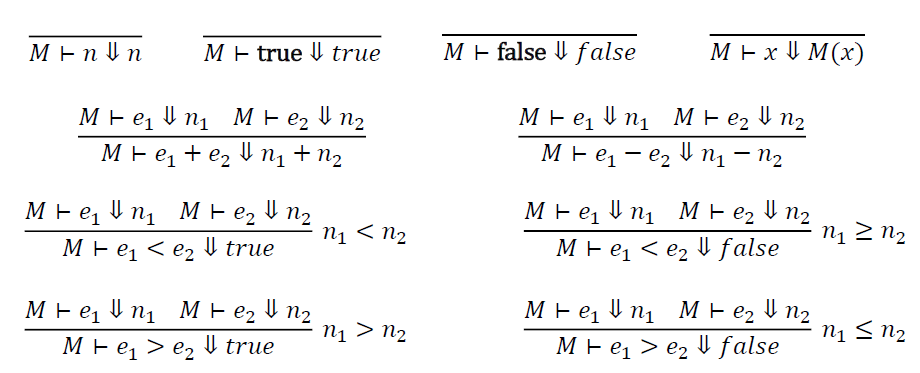 M ⊢ n ⇓ n M ⊢ true ⇓ true M ⊢ false ⇓ false M ⊢ x ⇓ M(x)
M ⊢ e₁ ⇓ n₁ M ⊢ e₂ ⇓ n₂ M ⊢ e₁ ⇓ n₁ M ⊢ e₂ ⇓ n₂
M ⊢ e₁ + e₂ ⇓ n₁ + n₂ M ⊢ e₁ − e₂ ⇓ n₁ − n₂
M ⊢ e₁ ⇓ n₁ M ⊢ e₂ ⇓ n₂ M ⊢ e₁ ⇓ n₁ M ⊢ e₂ ⇓ n₂
M ⊢ e₁ < e₂ ⇓ true n₁ < n₂ M ⊢ e₁ < e₂ ⇓ false n₁ ≥ n₂
M ⊢ e₁ ⇓ n₁ M ⊢ e₂ ⇓ n₂ M ⊢ e₁ ⇓ n₁ M ⊢ e₂ ⇓ n₂
M ⊢ e₁ > e₂ ⇓ true n₁ > n₂ M ⊢ e₁ > e₂ ⇓ false n₁ ≤ n₂